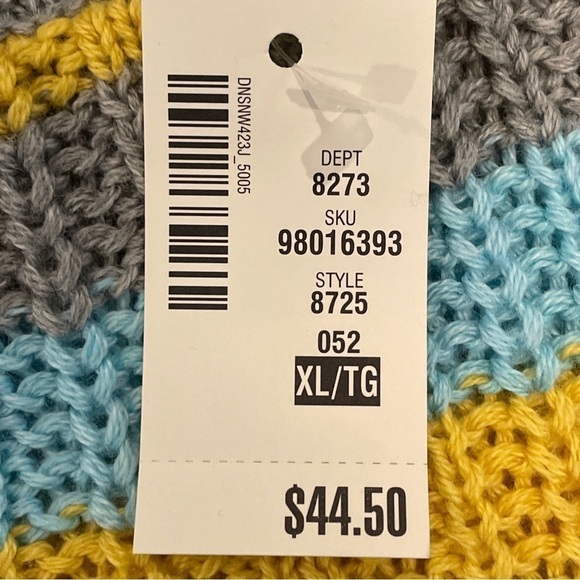 DNSNW423J_5005
DEPT
8273
SKU
98016393
STYLE
8725
052
XL/TG
$44.50